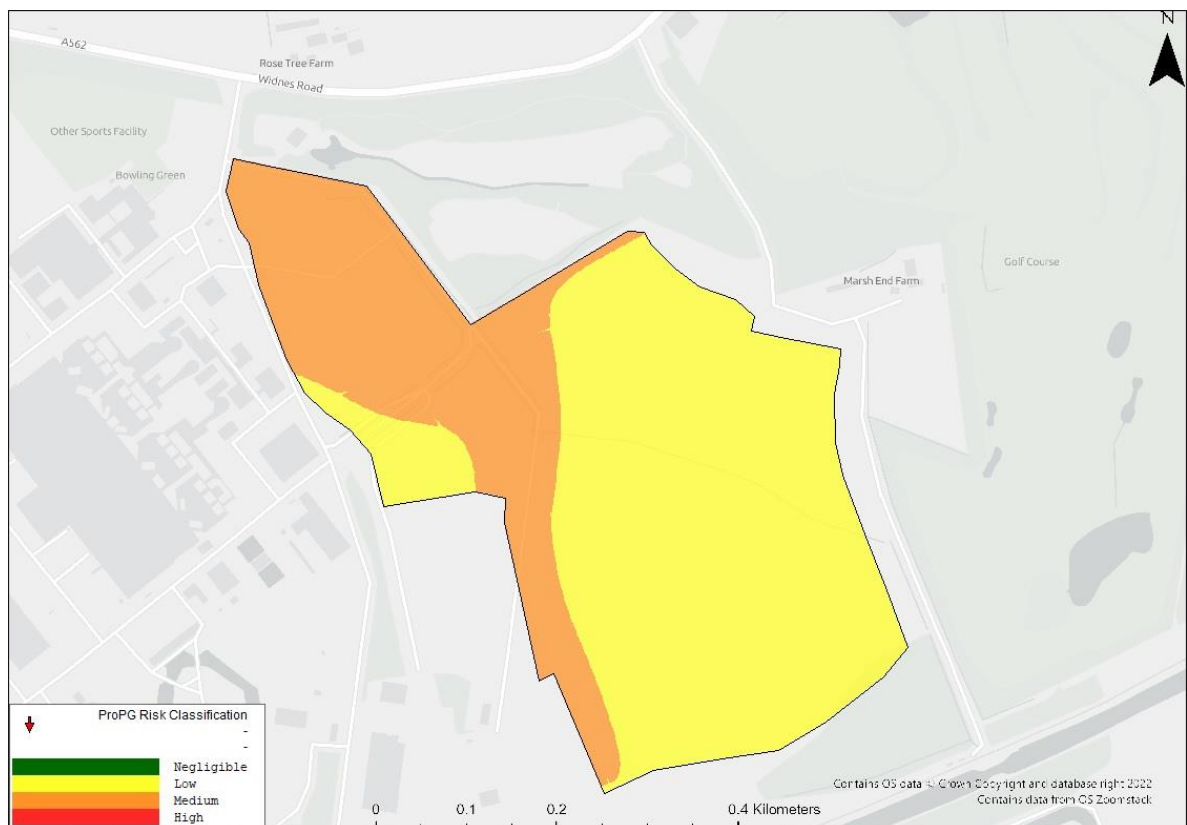 N
A562
Rose Tree Farm
Widnes Road
Other Sports Facility
Bowling Green
Golf Course
Marsh End Farm
ProPG Risk Classification
-
-
Negligible
Low
Medium
High
0 0.1 0.2 0.4 Kilometers
Contains OS data © Crown Copyright and database right 2022
Contains data from OS Zoomstack